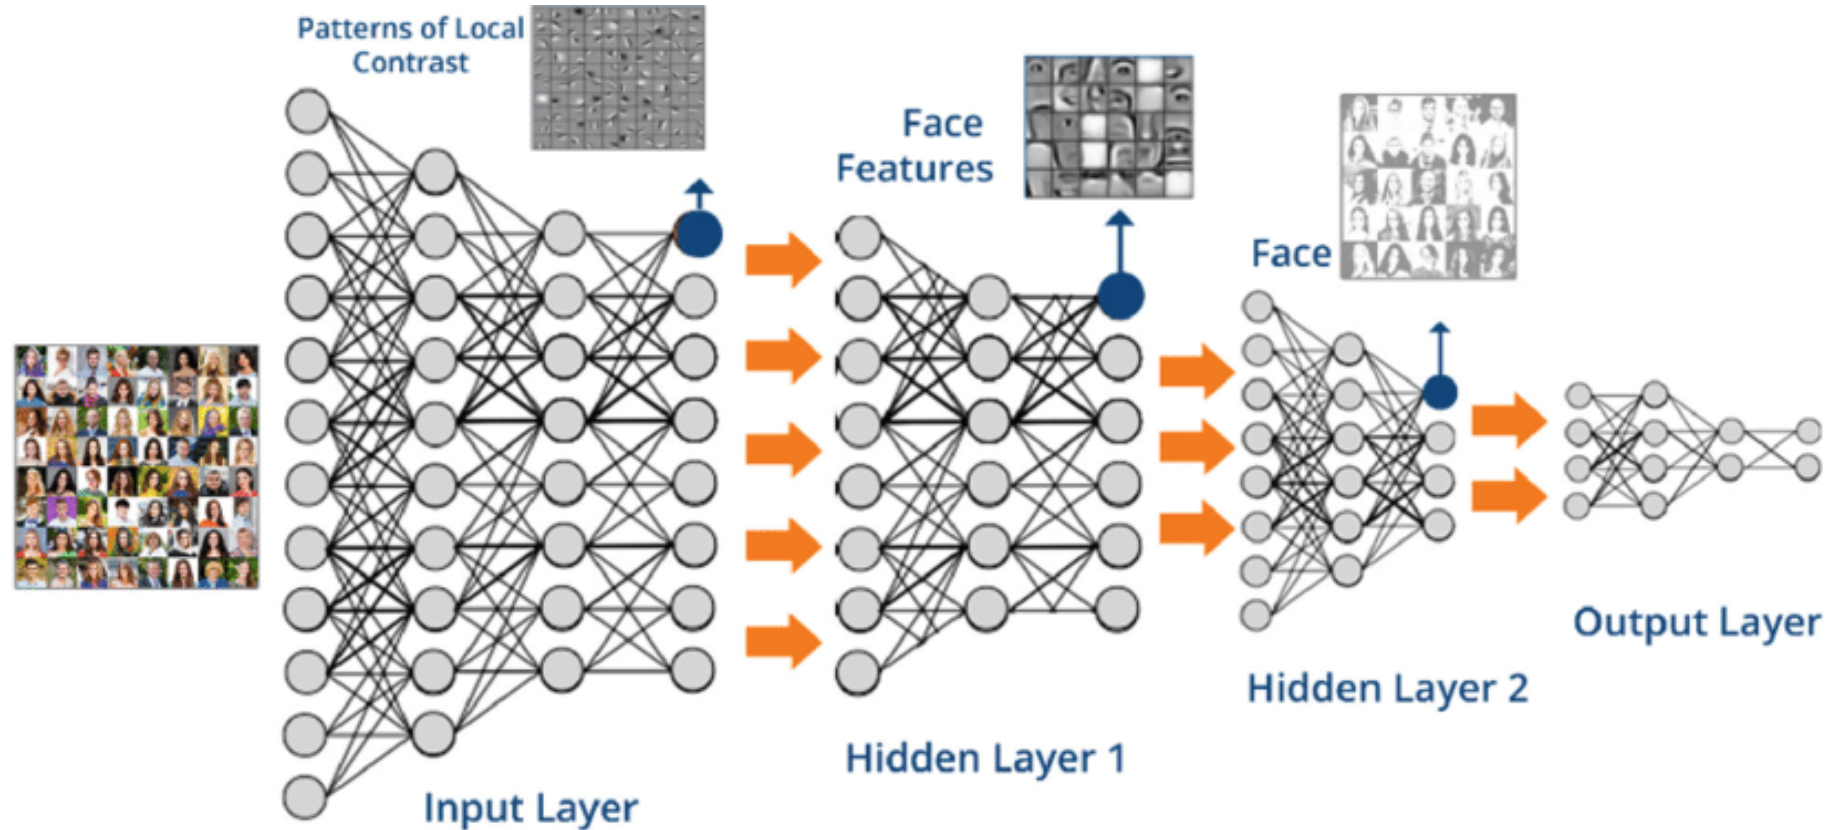 Patterns of Local
Contrast
Face
Features
Face
Input Layer
Hidden Layer 1
Hidden Layer 2
Output Layer